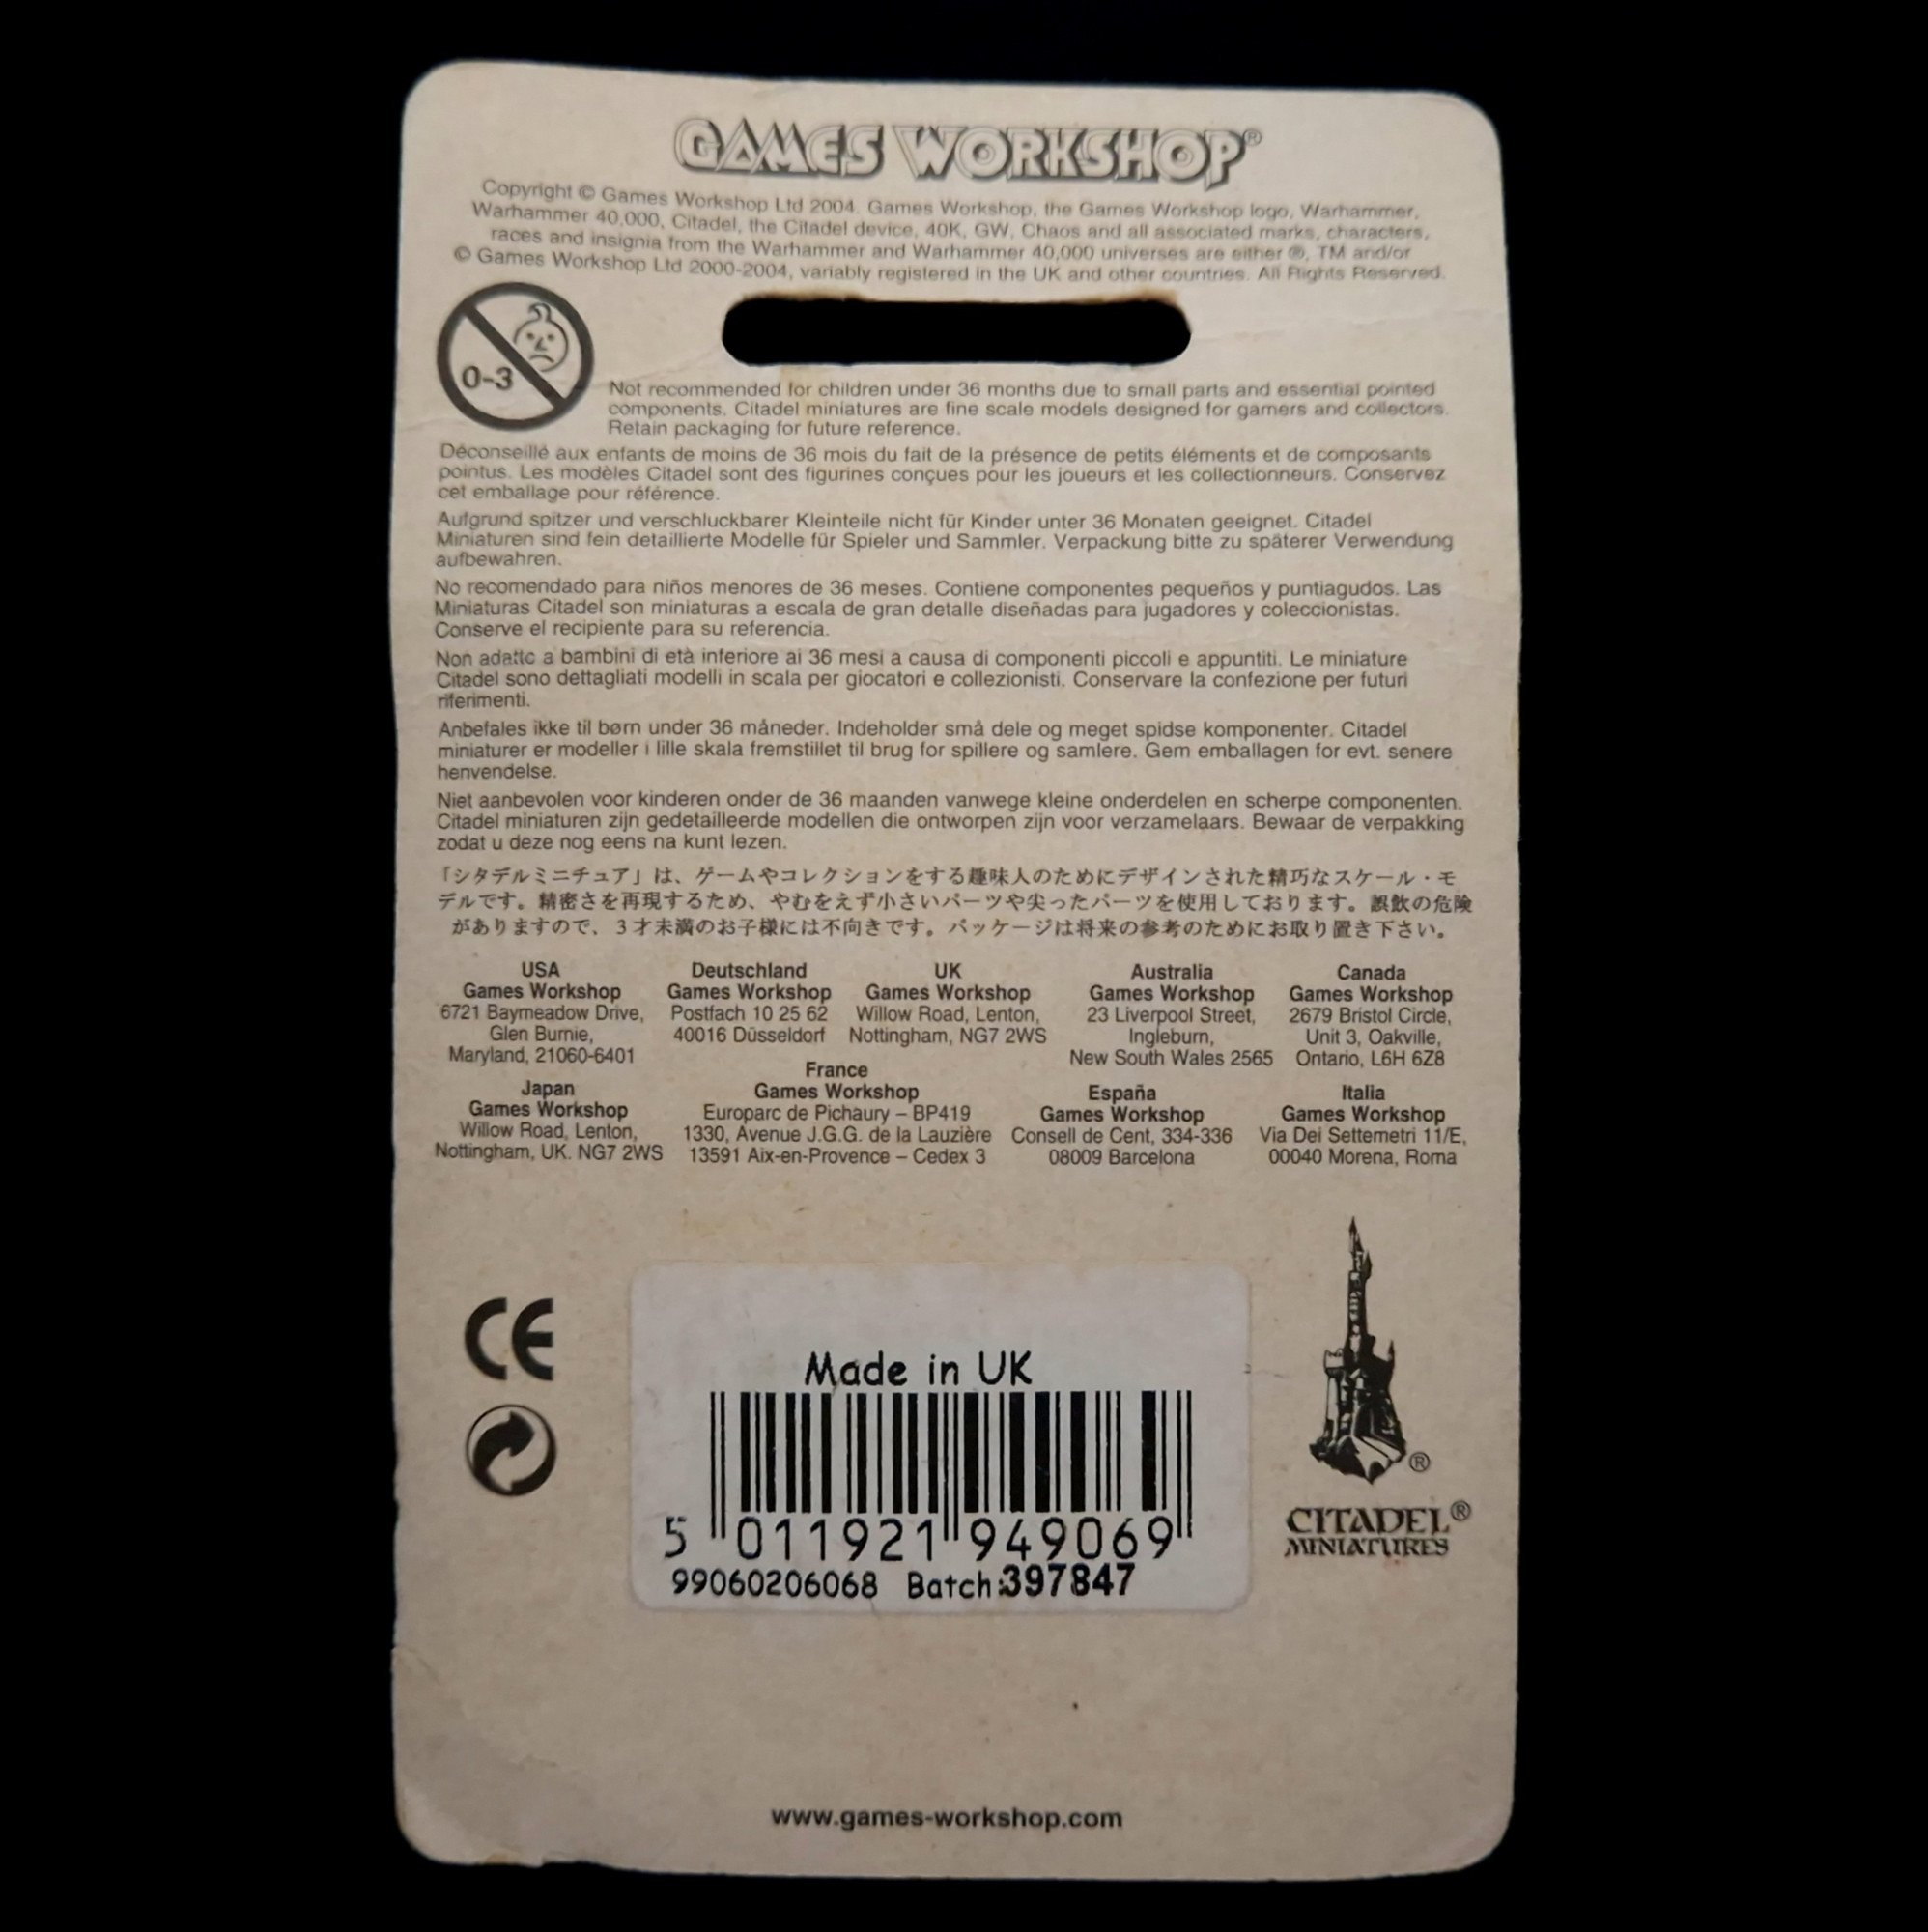 GAMES WORKSHOP®
Copyright © Games Workshop Ltd 2004. Games Workshop, the Games Workshop logo, Warhammer,
Warhammer 40,000, Citadel, the Citadel device, 40K, GW, Chaos and all associated marks, characters,
races and insignia from the Warhammer and Warhammer 40,000 universes are either ®, TM and/or
© Games Workshop Ltd 2000-2004, variably registered in the UK and other countries. All Rights Reserved.
0-3
Not recommended for children under 36 months due to small parts and essential pointed
components. Citadel miniatures are fine scale models designed for gamers and collectors.
Retain packaging for future reference.
Déconseillé aux enfants de moins de 36 mois du fait de la présence de petits éléments et de composants
pointus. Les modèles Citadel sont des figurines conçues pour les joueurs et les collectionneurs. Conservez
cet emballage pour référence.
Aufgrund spitzer und verschluckbarer Kleinteile nicht für Kinder unter 36 Monaten geeignet. Citadel
Miniaturen sind fein detaillierte Modelle für Spieler und Sammler. Verpackung bitte zu späterer Verwendung
aufbewahren.
No recomendado para niños menores de 36 meses. Contiene componentes pequeños y puntiagudos. Las
Miniaturas Citadel son miniaturas a escala de gran detalle diseñadas para jugadores y coleccionistas.
Conserve el recipiente para su referencia.
Non adatto a bambini di età inferiore ai 36 mesi a causa di componenti piccoli e appuntiti. Le miniature
Citadel sono dettagliati modelli in scala per giocatori e collezionisti. Conservare la confezione per futuri
riferimenti.
Anbefales ikke til børn under 36 måneder. Indeholder små dele og meget spidse komponenter. Citadel
miniaturer er modeller i lille skala fremstillet til brug for spillere og samlere. Gem emballagen for evt. senere
henvendelse.
Niet aanbevolen voor kinderen onder de 36 maanden vanwege kleine onderdelen en scherpe componenten.
Citadel miniaturen zijn gedetailleerde modellen die ontworpen zijn voor verzamelaars. Bewaar de verpakking
zodat u deze nog eens na kunt lezen.
「シタデルミニチュア」は、ゲームやコレクションをする趣味人のためにデザインされた精巧なスケール・モ
デルです。精密さを再現するため、やむをえず小さいパーツや尖ったパーツを使用しております。誤飲の危険
がありますので、３才未満のお子様には不向きです。パッケージは将来の参考のためにお取り置き下さい。
USA
Games Workshop
6721 Baymeadow Drive,
Glen Burnie,
Maryland, 21060-6401
Deutschland
Games Workshop
Postfach 10 25 62
40016 Düsseldorf
UK
Games Workshop
Willow Road, Lenton,
Nottingham, NG7 2WS
Australia
Games Workshop
23 Liverpool Street,
Ingleburn,
New South Wales 2565
Canada
Games Workshop
2679 Bristol Circle,
Unit 3, Oakville,
Ontario, L6H 6Z8
Japan
Games Workshop
Willow Road, Lenton,
Nottingham, UK. NG7 2WS
France
Games Workshop
Europarc de Pichaury – BP419
1330, Avenue J.G.G. de la Lauzière
13591 Aix-en-Provence – Cedex 3
España
Games Workshop
Consell de Cent, 334-336
08009 Barcelona
Italia
Games Workshop
Via Dei Settemetri 11/E,
00040 Morena, Roma
CE
Made in UK
5 011921 949069
99060206068 Batch:397847
®
CITADEL®
MINIATURES
www.games-workshop.com